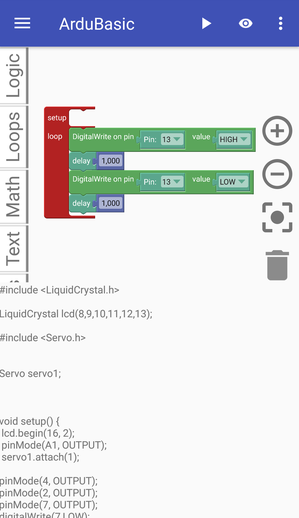 ArduBasic
Logic
Loops
Math
Text
setup
loop
DigitalWrite on pin Pin: 13 value HIGH
delay 1,000
DigitalWrite on pin Pin: 13 value LOW
delay 1,000
#include <LiquidCrystal.h>
LiquidCrystal lcd(8,9,10,11,12,13);
#include <Servo.h>
Servo servo1;
void setup() {
lcd.begin(16, 2);
pinMode(A1, OUTPUT);
servo1.attach(1);
pinMode(4, OUTPUT);
pinMode(2, OUTPUT);
pinMode(7, OUTPUT);
digitalWrite(7,LOW);